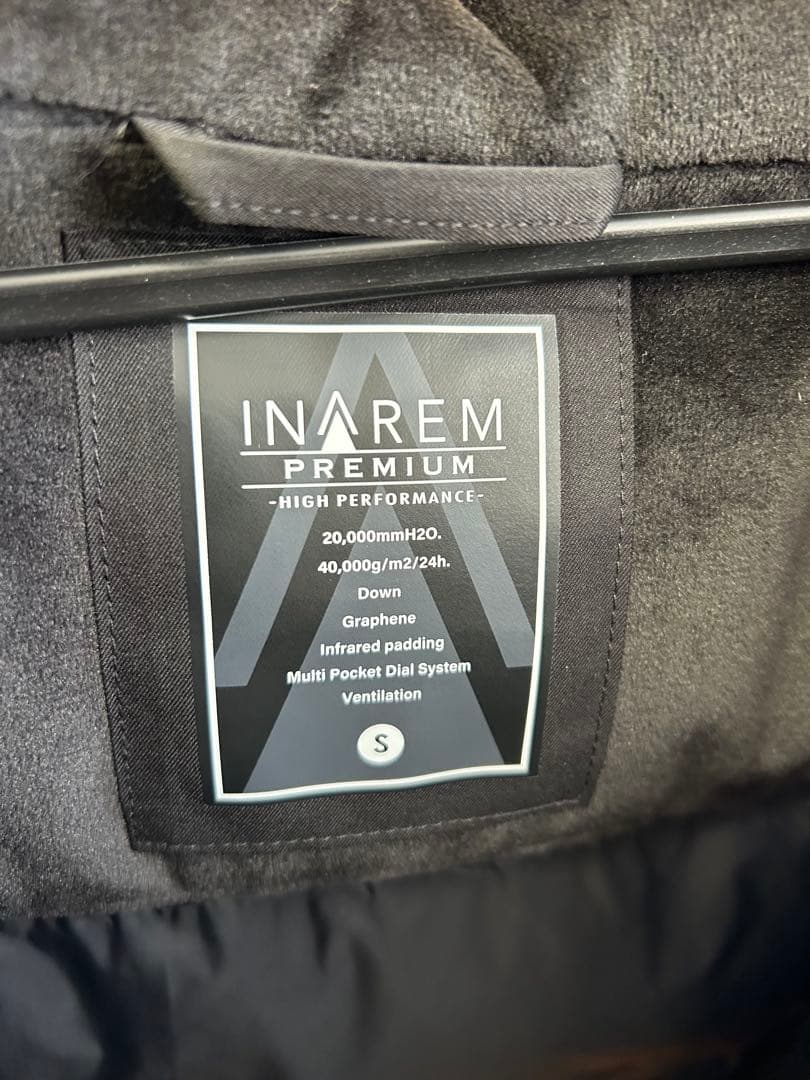 INAREM
PREMIUM
-HIGH PERFORMANCE-
20,000mmH2O.
40,000g/m2/24h.
Down
Graphene
Infrared padding
Multi Pocket Dial System
Ventilation
S